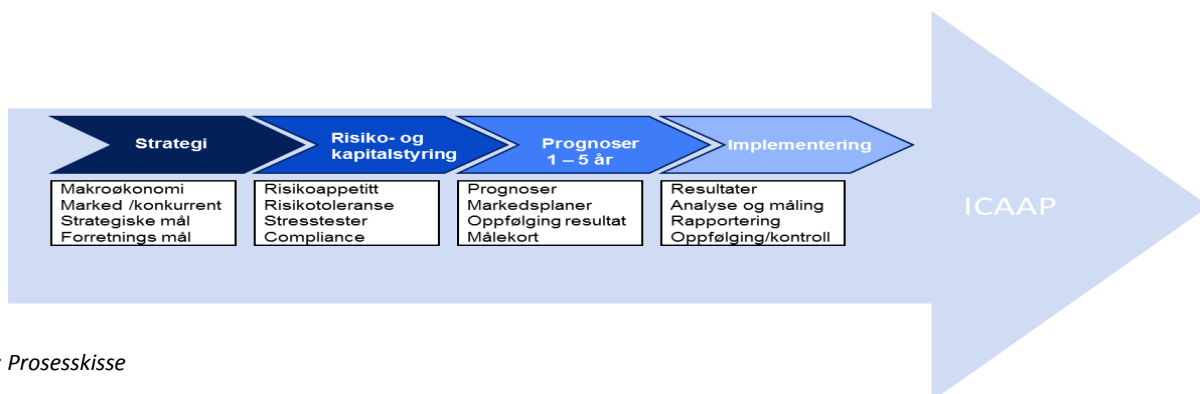 Strategi
Makroøkonomi
Marked /konkurrent
Strategiske mål
Forretnings mål
Risiko- og
kapitalstyring
Risikoappetitt
Risikotoleranse
Stresstester
Compliance
Prognoser
1 – 5 år
Prognoser
Markedsplaner
Oppfølging resultat
Målekort
Implementering
Resultater
Analyse og måling
Rapportering
Oppfølging/kontroll
ICAAP
: Prosesskisse